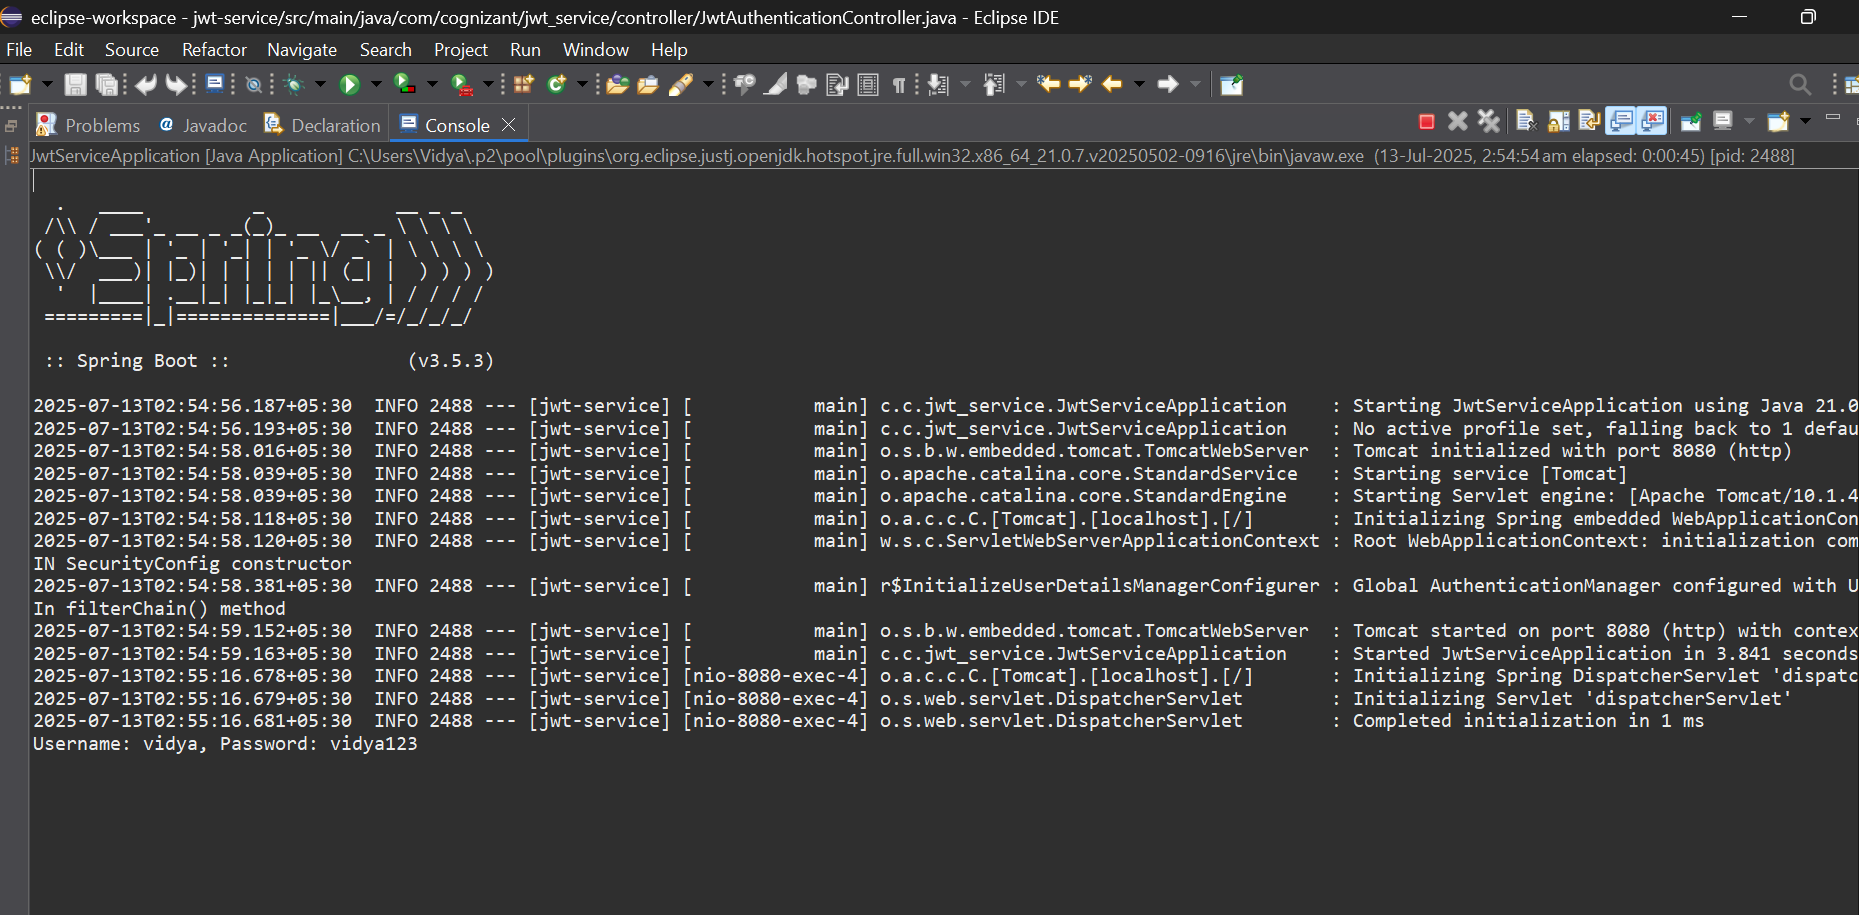 eclipse-workspace - jwt-service/src/main/java/com/cognizant/jwt_service/controller/JwtAuthenticationController.java - Eclipse IDE
File Edit Source Refactor Navigate Search Project Run Window Help
Problems @ Javadoc Declaration Console
JwtServiceApplication [Java Application] C:\Users\Vidya\.p2\pool\plugins\org.eclipse.justj.openjdk.hotspot.jre.full.win32.x86_64_21.0.7.v20250502-0916\jre\bin\javaw.exe (13-Jul-2025, 2:54:54 am elapsed: 0:00:45) [pid: 2488]
Spring
:: Spring Boot :: (v3.5.3)
2025-07-13T02:54:56.187+05:30 INFO 2488 --- [jwt-service] [ main] c.c.jwt_service.JwtServiceApplication : Starting JwtServiceApplication using Java 21.0
2025-07-13T02:54:56.193+05:30 INFO 2488 --- [jwt-service] [ main] c.c.jwt_service.JwtServiceApplication : No active profile set, falling back to 1 defau
2025-07-13T02:54:58.016+05:30 INFO 2488 --- [jwt-service] [ main] o.s.b.w.embedded.tomcat.TomcatWebServer : Tomcat initialized with port 8080 (http)
2025-07-13T02:54:58.039+05:30 INFO 2488 --- [jwt-service] [ main] o.apache.catalina.core.StandardService : Starting service [Tomcat]
2025-07-13T02:54:58.039+05:30 INFO 2488 --- [jwt-service] [ main] o.apache.catalina.core.StandardEngine : Starting Servlet engine: [Apache Tomcat/10.1.4
2025-07-13T02:54:58.118+05:30 INFO 2488 --- [jwt-service] [ main] o.a.c.c.C.[Tomcat].[localhost].[/] : Initializing Spring embedded WebApplicationCon
2025-07-13T02:54:58.120+05:30 INFO 2488 --- [jwt-service] [ main] w.s.c.ServletWebServerApplicationContext : Root WebApplicationContext: initialization com
IN SecurityConfig constructor
2025-07-13T02:54:58.381+05:30 INFO 2488 --- [jwt-service] [ main] r$InitializeUserDetailsManagerConfigurer : Global AuthenticationManager configured with U
In filterChain() method
2025-07-13T02:54:59.152+05:30 INFO 2488 --- [jwt-service] [ main] o.s.b.w.embedded.tomcat.TomcatWebServer : Tomcat started on port 8080 (http) with contex
2025-07-13T02:54:59.163+05:30 INFO 2488 --- [jwt-service] [ main] c.c.jwt_service.JwtServiceApplication : Started JwtServiceApplication in 3.841 seconds
2025-07-13T02:55:16.678+05:30 INFO 2488 --- [jwt-service] [nio-8080-exec-4] o.a.c.c.C.[Tomcat].[localhost].[/] : Initializing Spring DispatcherServlet 'dispatc
2025-07-13T02:55:16.679+05:30 INFO 2488 --- [jwt-service] [nio-8080-exec-4] o.s.web.servlet.DispatcherServlet : Initializing Servlet 'dispatcherServlet'
2025-07-13T02:55:16.681+05:30 INFO 2488 --- [jwt-service] [nio-8080-exec-4] o.s.web.servlet.DispatcherServlet : Completed initialization in 1 ms
Username: vidya, Password: vidya123